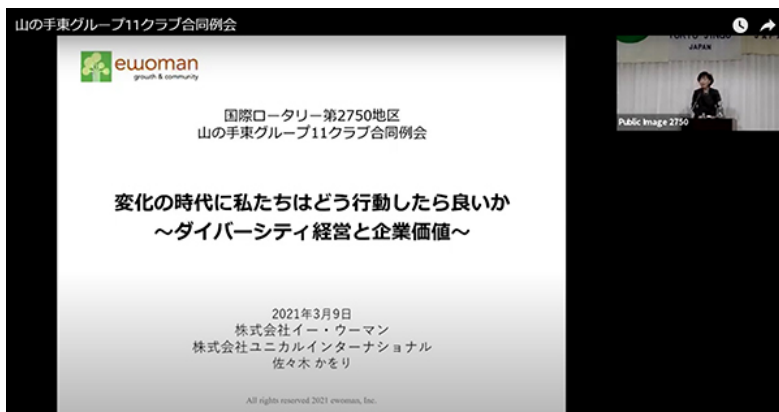 山の手東グループ11クラブ合同例会
ewoman
growth & community
国際ロータリー第2750地区
山の手東グループ11クラブ合同例会
変化の時代に私たちはどう行動したら良いか
～ダイバーシティ経営と企業価値～
2021年3月9日
株式会社イー・ウーマン
株式会社ユニカルインターナショナル
佐々木 かをり
All rights reserved 2021 ewoman, Inc.
JAPAN
Public Image 2750